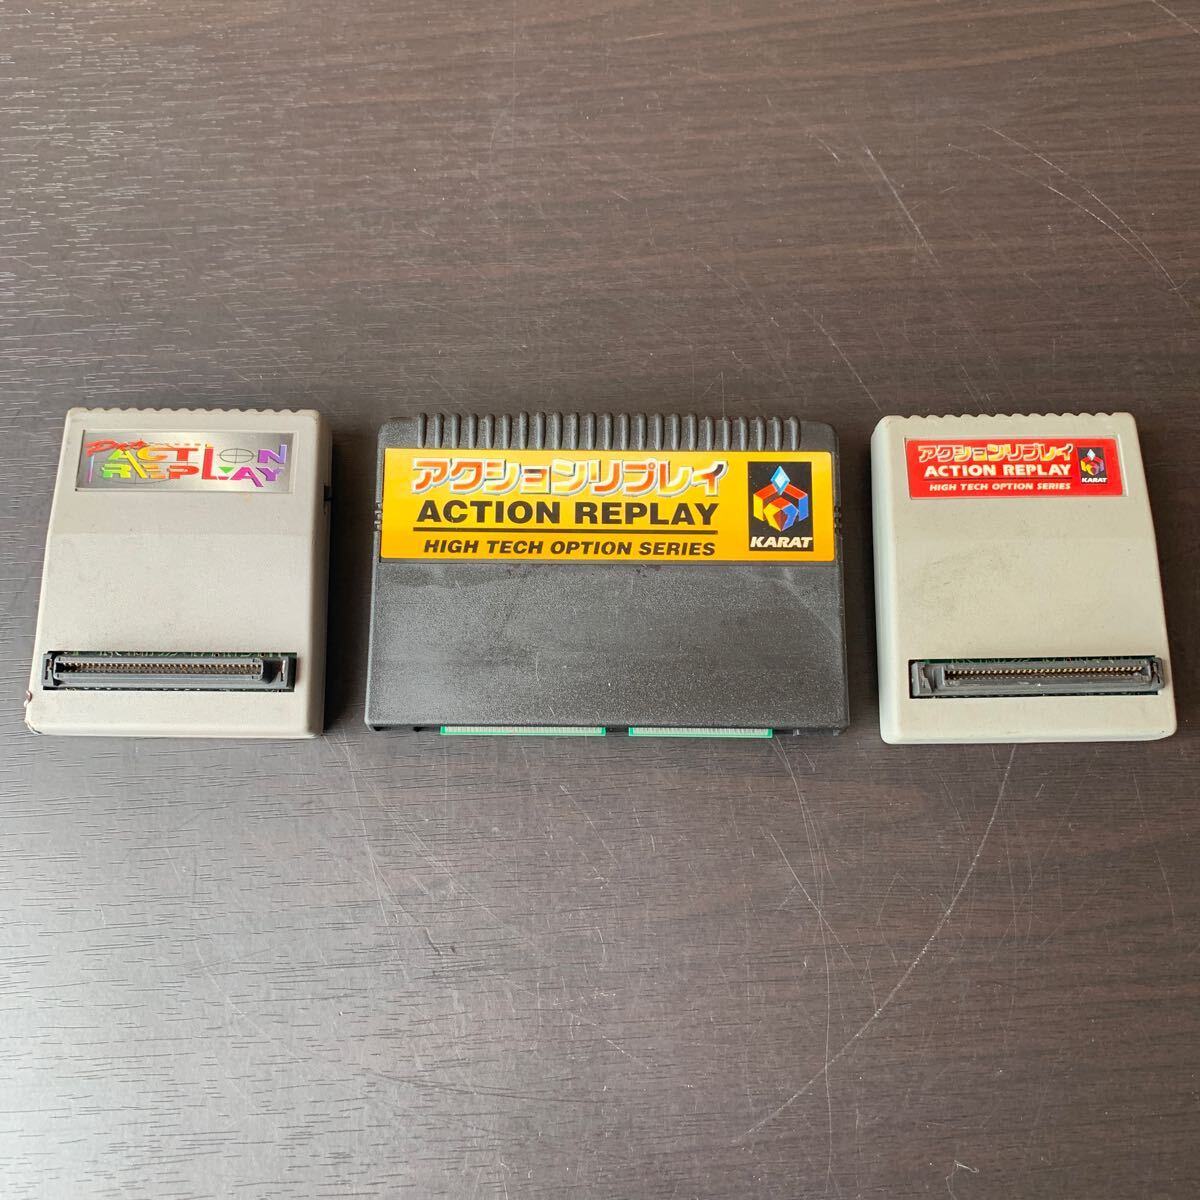 Pro
ACTION
REPLAY
アクションリプレイ
ACTION REPLAY
HIGH TECH OPTION SERIES
KARAT
アクションリプレイ
ACTION REPLAY
HIGH TECH OPTION SERIES
KARAT